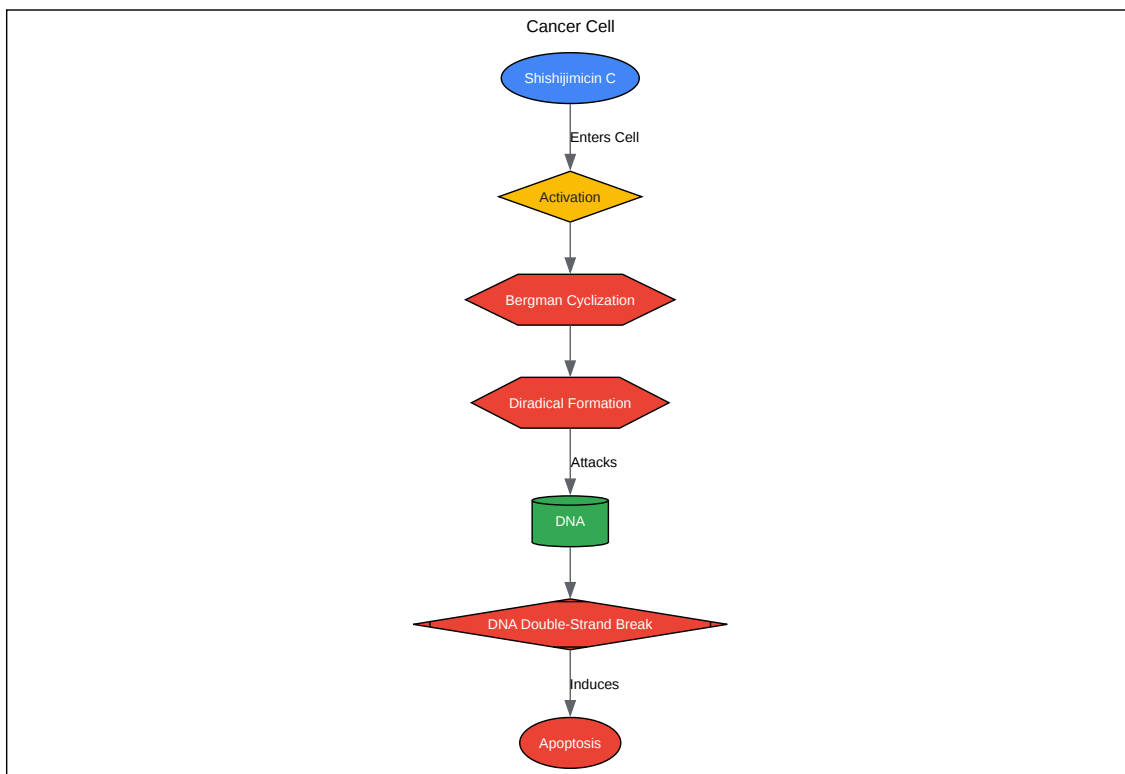 Cancer Cell
Shishijimicin C
Enters Cell
Activation
Bergman Cyclization
Diradical Formation
Attacks
DNA
DNA Double-Strand Break
Induces
Apoptosis